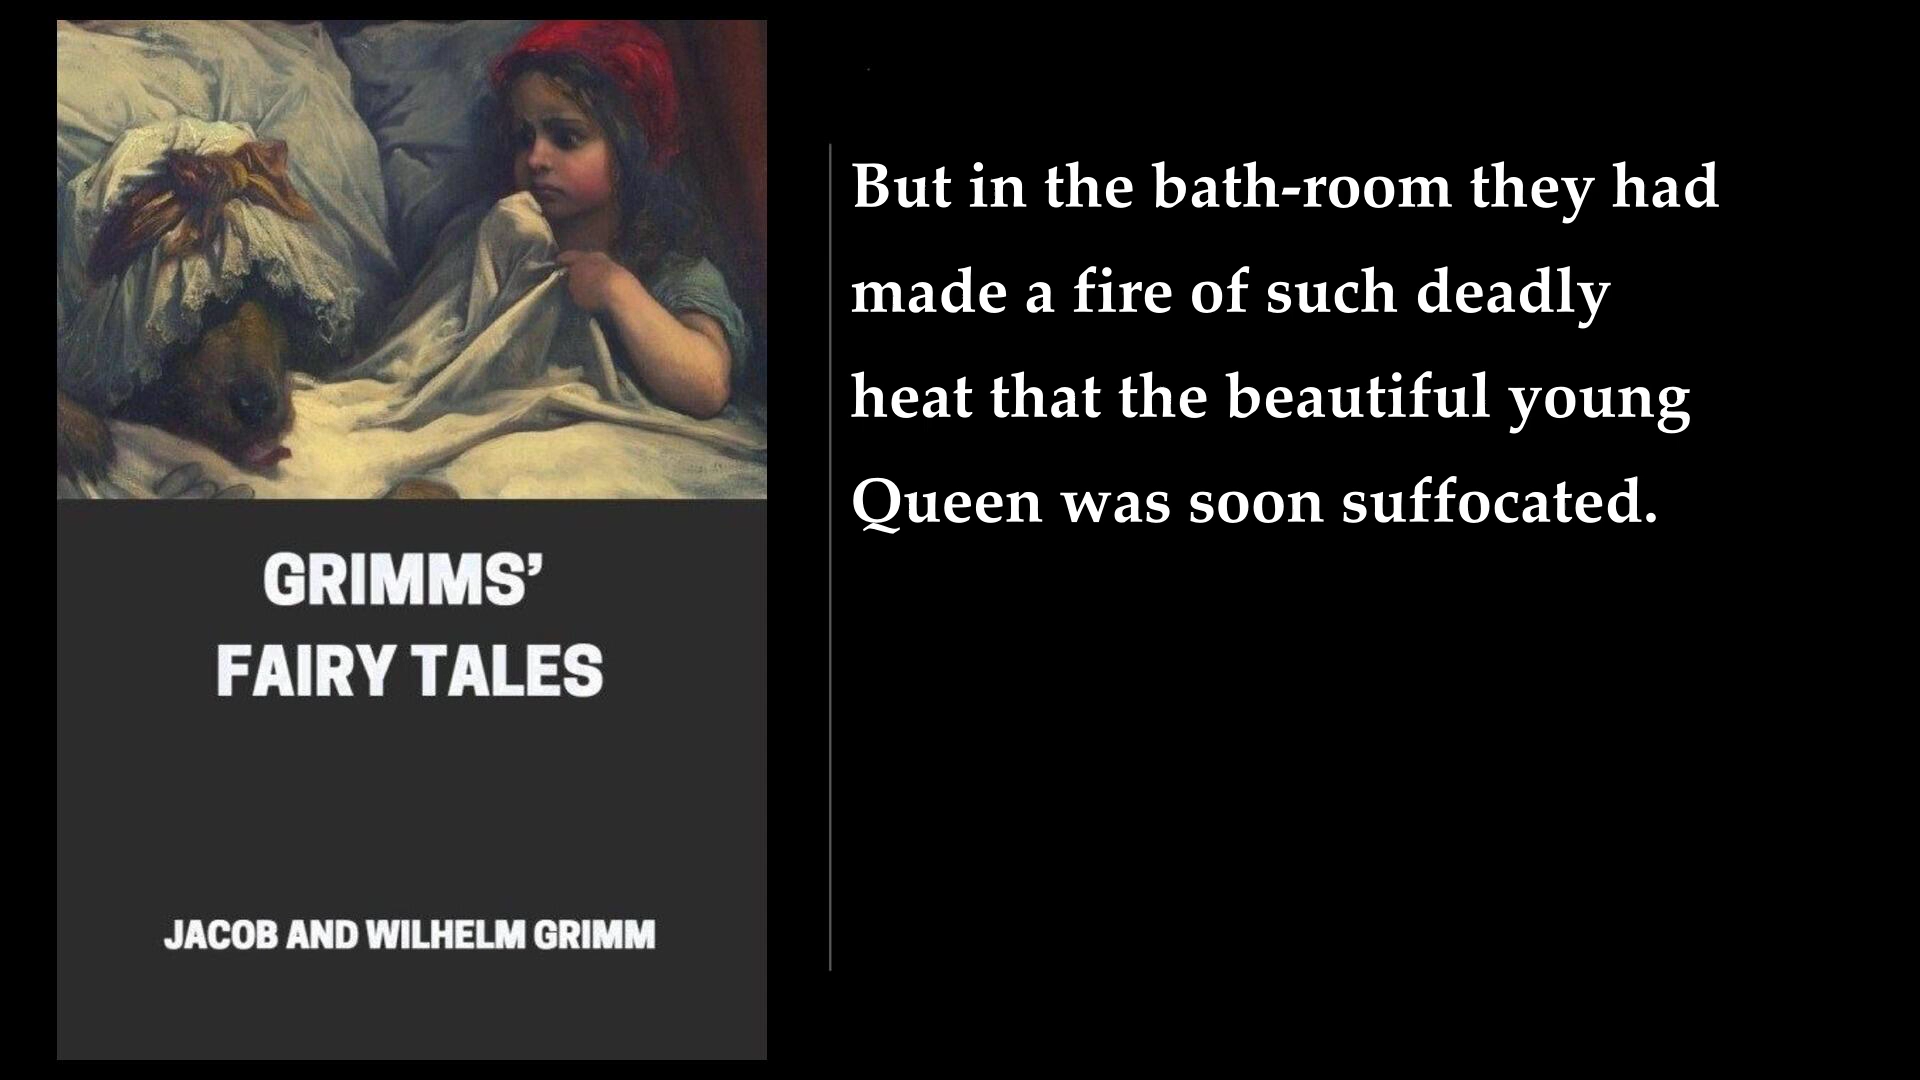 GRIMMS’
FAIRY TALES
JACOB AND WILHELM GRIMM
But in the bath-room they had
made a fire of such deadly
heat that the beautiful young
Queen was soon suffocated.